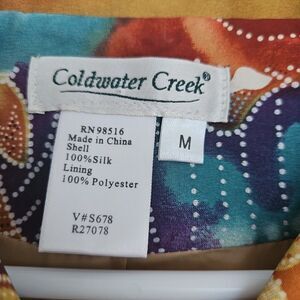 Coldwater Creek®
RN 98516
Made in China
Shell
100%Silk
Lining
100% Polyester
V#S678
R27078
M